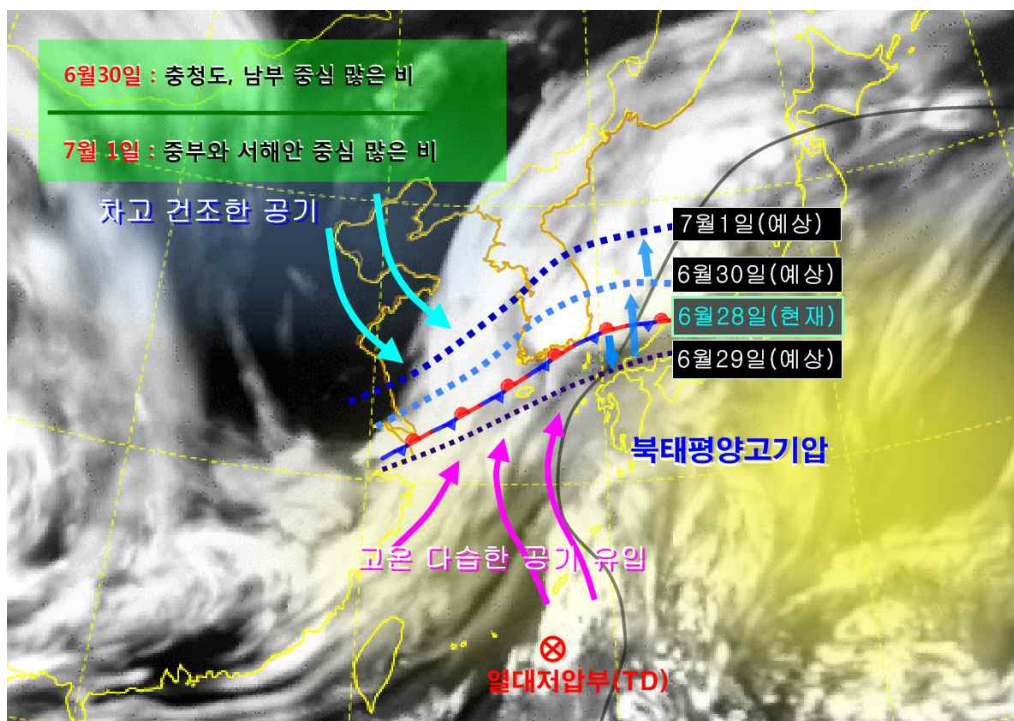 6월30일 : 충청도, 남부 중심 많은 비
7월 1일 : 중부와 서해안 중심 많은 비
차고 건조한 공기
7월1일(예상)
6월30일(예상)
6월28일(현재)
6월29일(예상)
북태평양고기압
고온 다습한 공기 유입
열대저압부(TD)